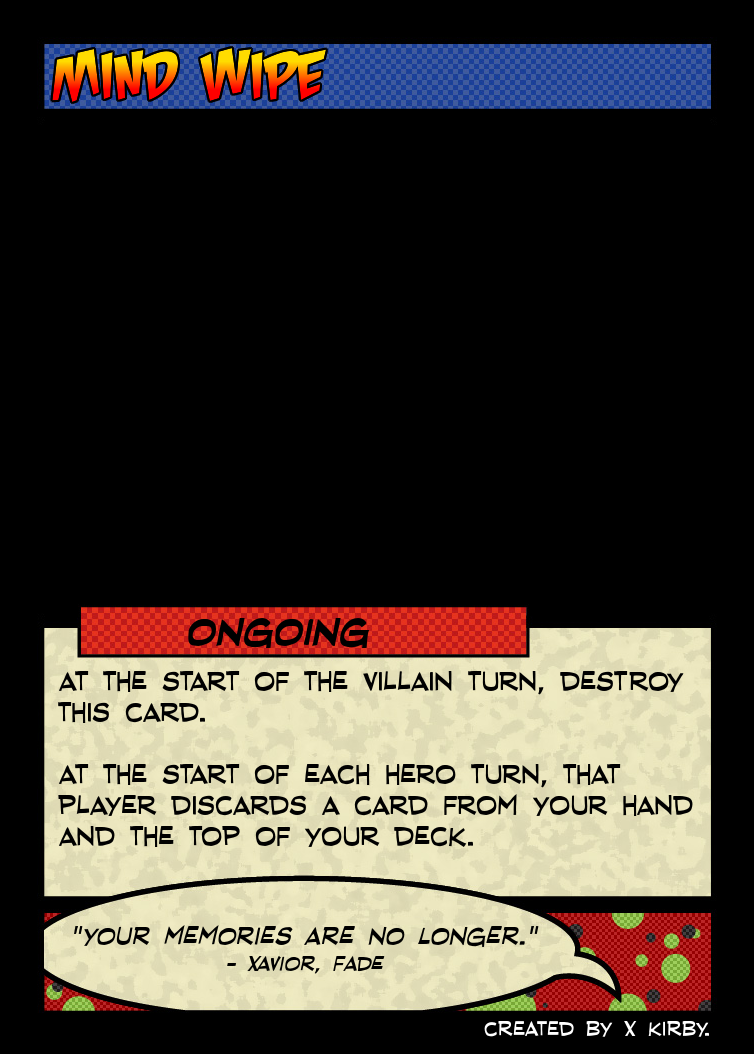 MIND WIPE
ONGOING
AT THE START OF THE VILLAIN TURN, DESTROY
THIS CARD.
AT THE START OF EACH HERO TURN, THAT
PLAYER DISCARDS A CARD FROM YOUR HAND
AND THE TOP OF YOUR DECK.
"YOUR MEMORIES ARE NO LONGER."
- XAVIOR, FADE
CREATED BY X KIRBY.